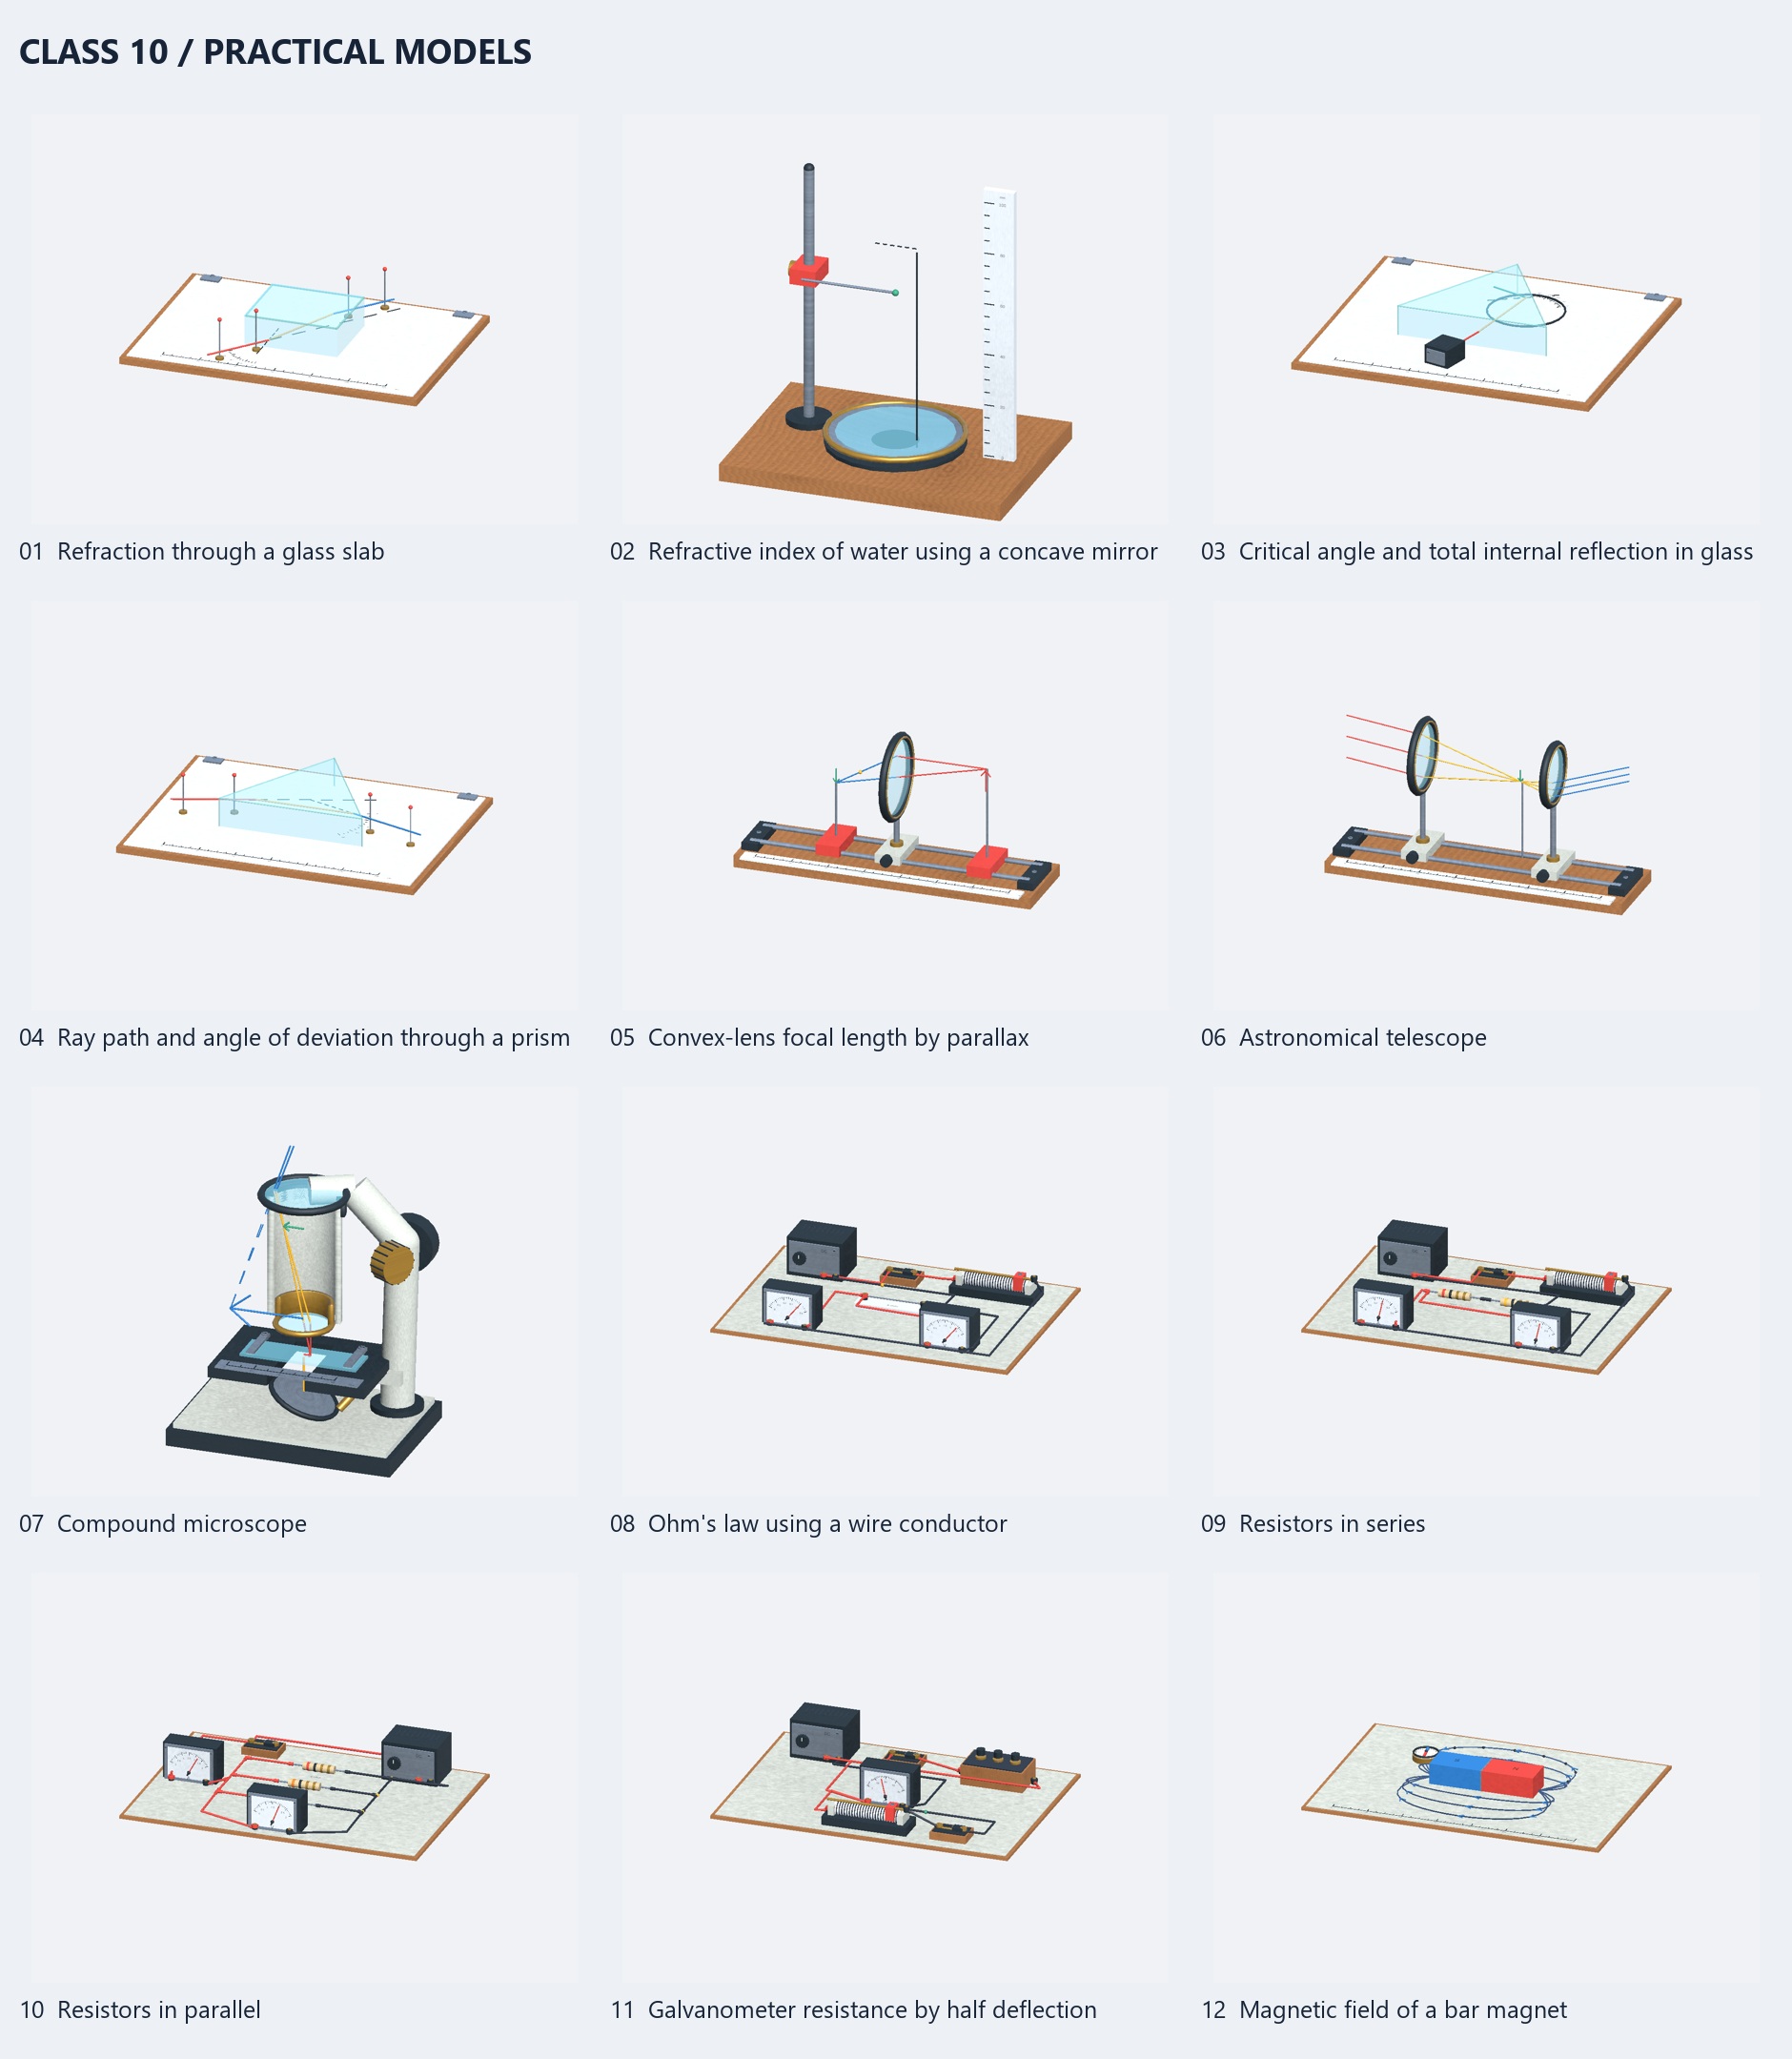 CLASS 10 / PRACTICAL MODELS
01 Refraction through a glass slab
02 Refractive index of water using a concave mirror
03 Critical angle and total internal reflection in glass
04 Ray path and angle of deviation through a prism
05 Convex-lens focal length by parallax
06 Astronomical telescope
07 Compound microscope
08 Ohm's law using a wire conductor
09 Resistors in series
10 Resistors in parallel
11 Galvanometer resistance by half deflection
12 Magnetic field of a bar magnet